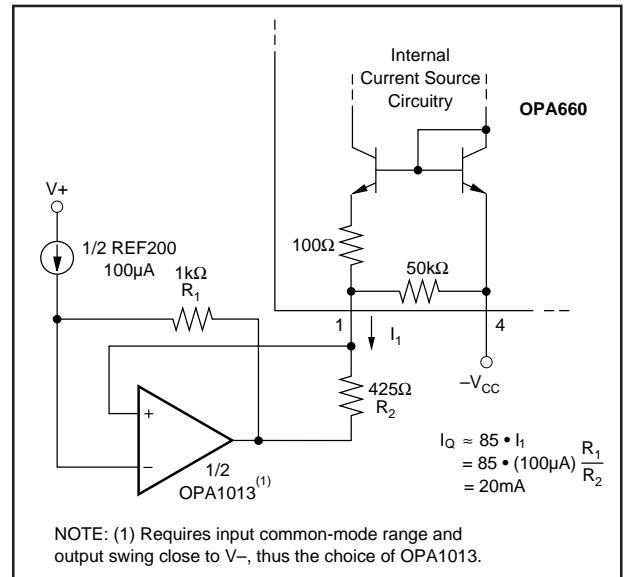 Internal
Current Source
Circuitry
OPA660
V+
1/2 REF200
100µA
1kΩ
R1
100Ω
50kΩ
1
I1
4
–VCC
425Ω
R2
+
–
1/2
OPA1013(1)
IQ ≈ 85 • I1
= 85 • (100µA) R1/R2
= 20mA
NOTE: (1) Requires input common-mode range and
output swing close to V–, thus the choice of OPA1013.